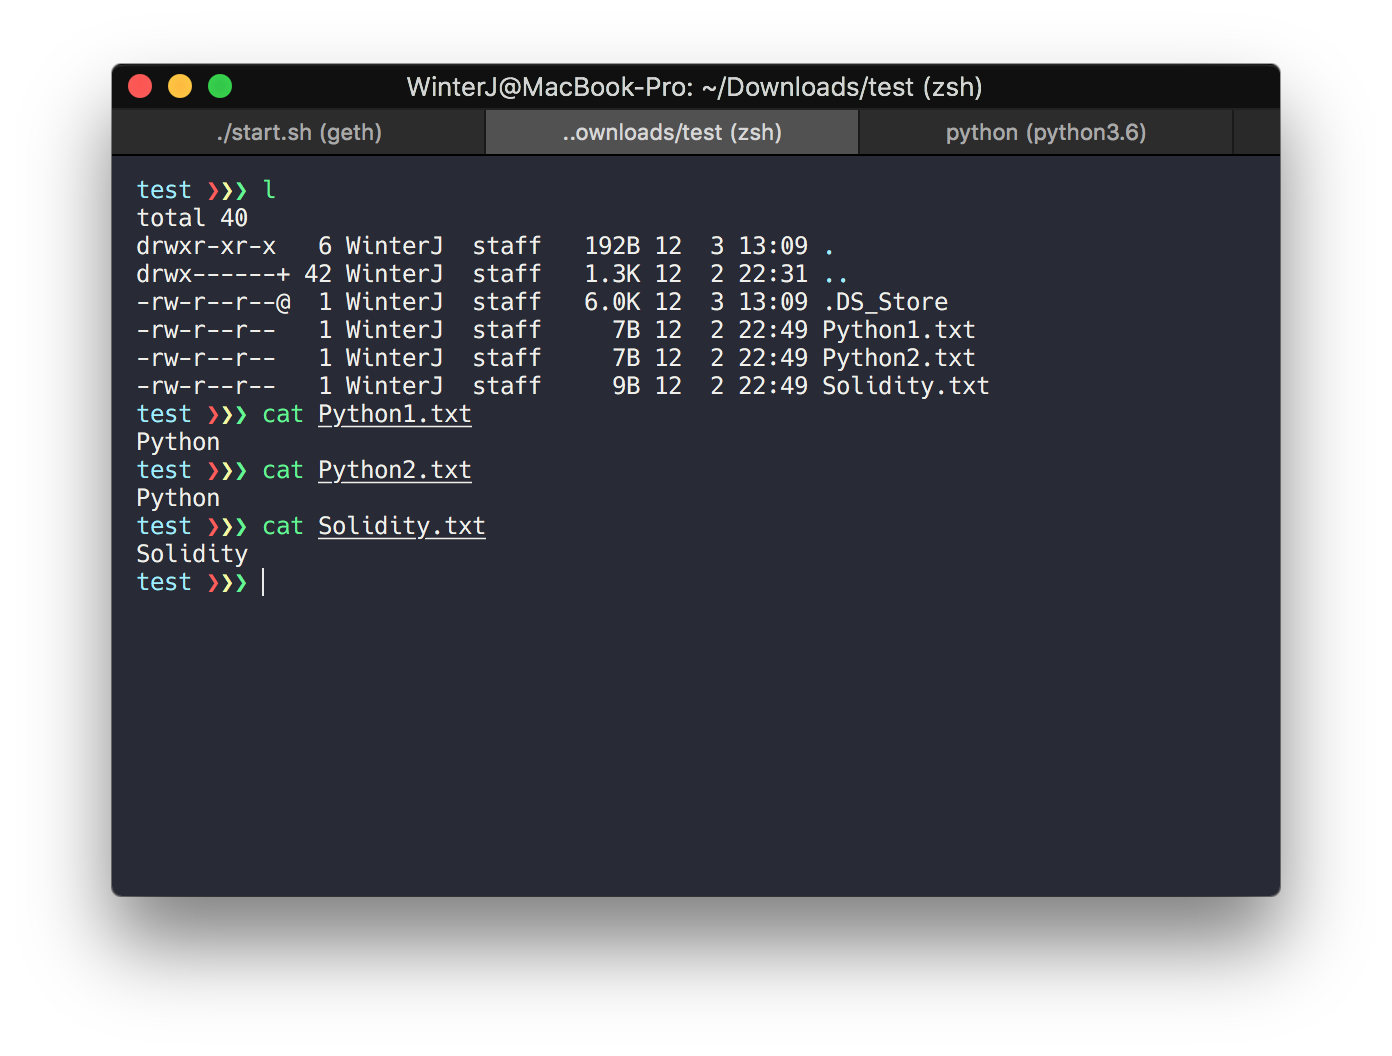 WinterJ@MacBook-Pro: ~/Downloads/test (zsh)
./start.sh (geth) ..ownloads/test (zsh) python (python3.6)
test ❯❯❯ l
total 40
drwxr-xr-x   6 WinterJ  staff   192B 12  3 13:09 .
drwx------+ 42 WinterJ  staff   1.3K 12  2 22:31 ..
-rw-r--r--@  1 WinterJ  staff   6.0K 12  3 13:09 .DS_Store
-rw-r--r--   1 WinterJ  staff     7B 12  2 22:49 Python1.txt
-rw-r--r--   1 WinterJ  staff     7B 12  2 22:49 Python2.txt
-rw-r--r--   1 WinterJ  staff     9B 12  2 22:49 Solidity.txt
test ❯❯❯ cat Python1.txt
Python
test ❯❯❯ cat Python2.txt
Python
test ❯❯❯ cat Solidity.txt
Solidity
test ❯❯❯